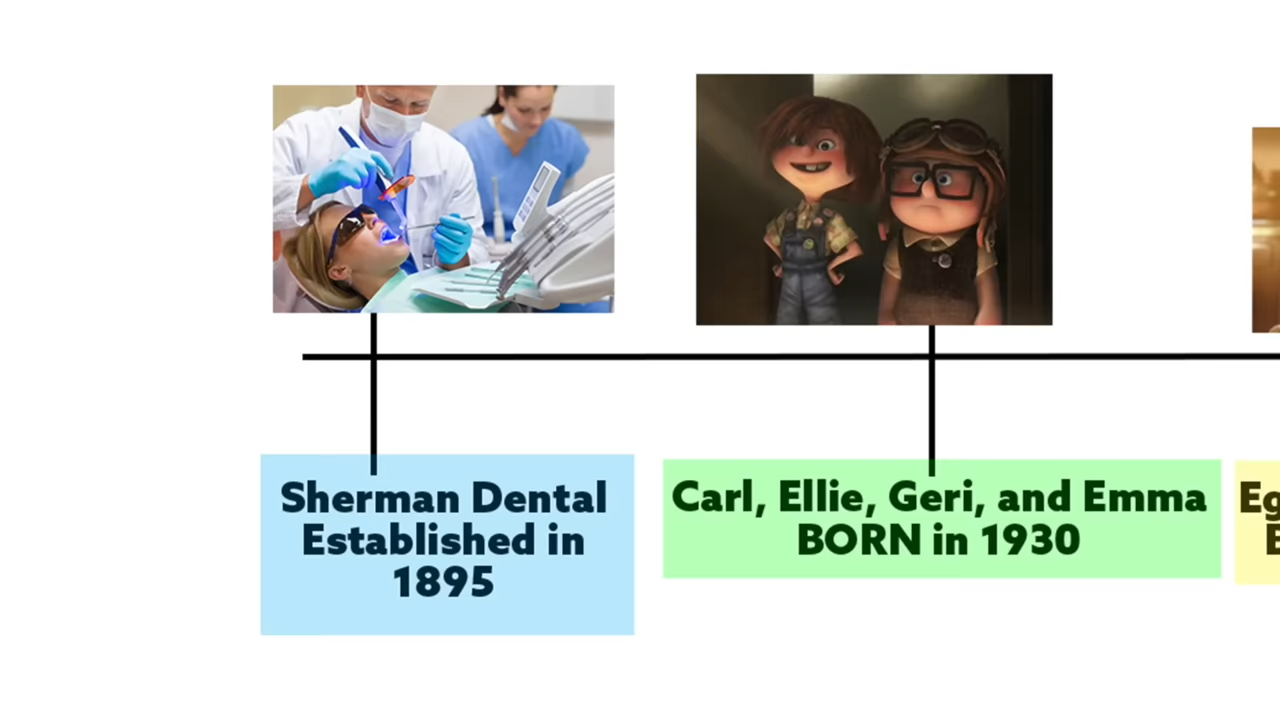 Sherman Dental
Established in
1895
Carl, Ellie, Geri, and Emma
BORN in 1930